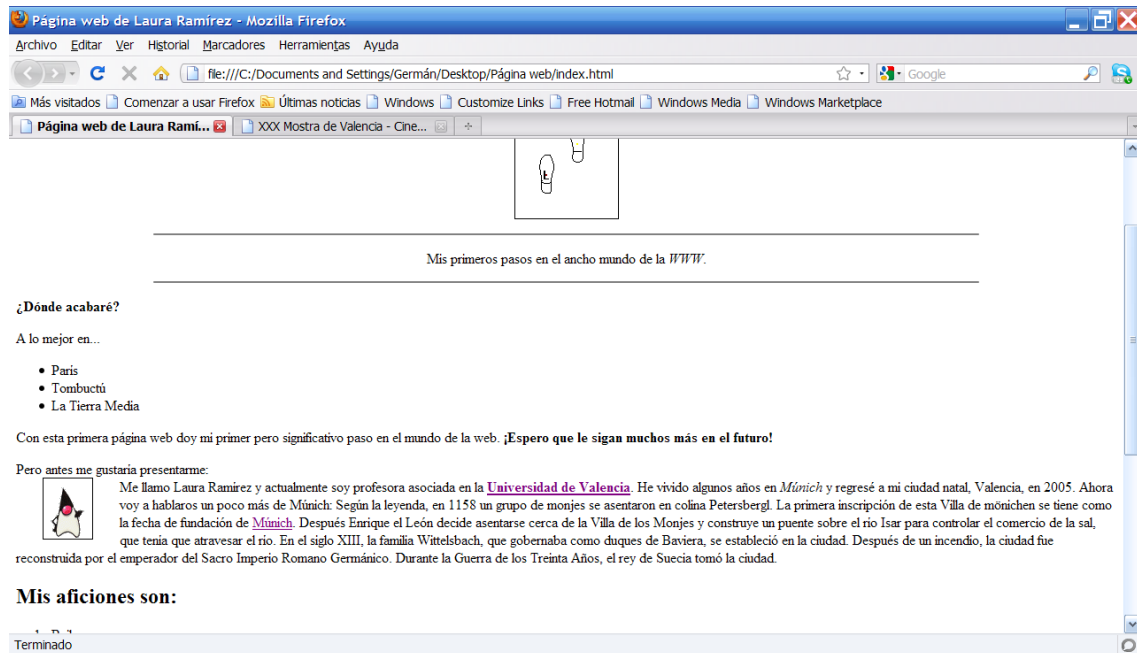 Página web de Laura Ramírez - Mozilla Firefox
Archivo Editar Ver Historial Marcadores Herramientas Ayuda
file:///C:/Documents and Settings/Germán/Desktop/Página web/index.html Google
Más visitados Comenzar a usar Firefox Últimas noticias Windows Customize Links Free Hotmail Windows Media Windows Marketplace
Página web de Laura Ramí... XXX Mostra de Valencia - Cine...
Mis primeros pasos en el ancho mundo de la WWW.
¿Dónde acabaré?
A lo mejor en...
París
Tombuctú
La Tierra Media
Con esta primera página web doy mi primer pero significativo paso en el mundo de la web. ¡Espero que le sigan muchos más en el futuro!
Pero antes me gustaría presentarme:
Me llamo Laura Ramirez y actualmente soy profesora asociada en la Universidad de Valencia. He vivido algunos años en Múnich y regresé a mi ciudad natal, Valencia, en 2005. Ahora
voy a hablaros un poco más de Múnich: Según la leyenda, en 1158 un grupo de monjes se asentaron en colina Petersbergl. La primera inscripción de esta Villa de mönichen se tiene como
la fecha de fundación de Múnich. Después Enrique el León decide asentarse cerca de la Villa de los Monjes y construye un puente sobre el río Isar para controlar el comercio de la sal,
que tenía que atravesar el río. En el siglo XIII, la familia Wittelsbach, que gobernaba como duques de Baviera, se estableció en la ciudad. Después de un incendio, la ciudad fue
reconstruida por el emperador del Sacro Imperio Romano Germánico. Durante la Guerra de los Treinta Años, el rey de Suecia tomó la ciudad.
Mis aficiones son:
Terminado